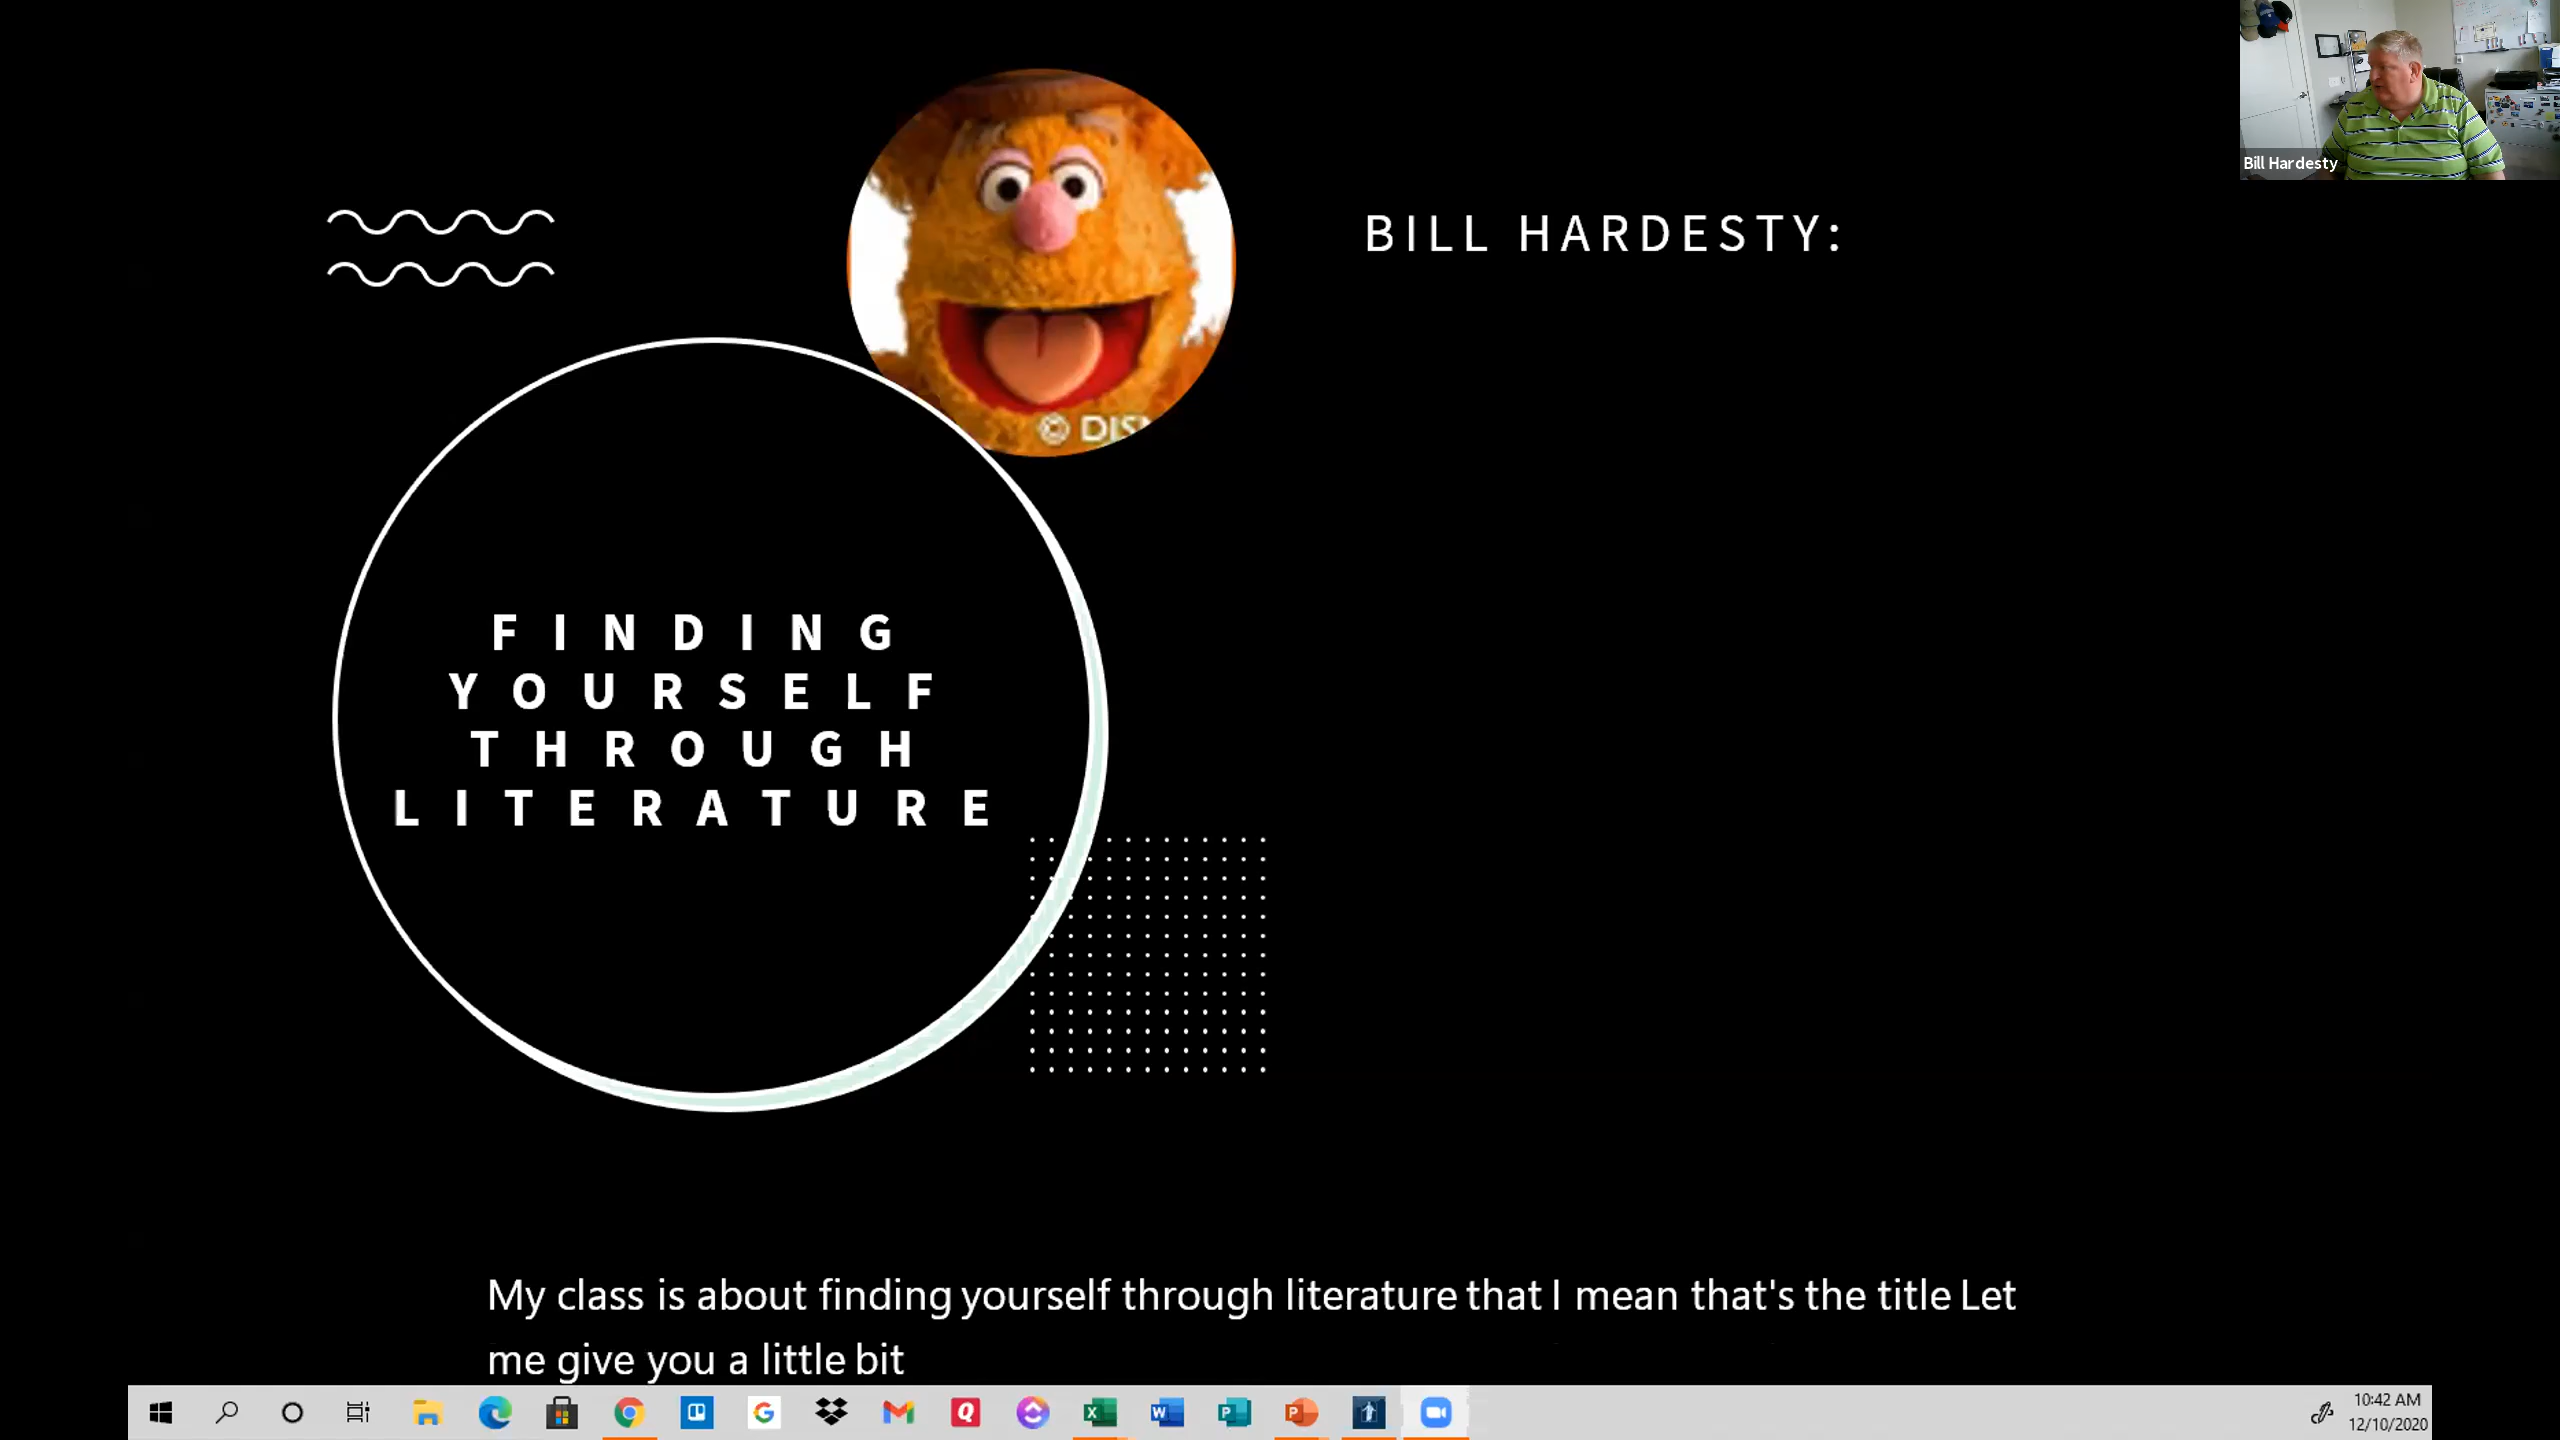 Bill Hardesty
BILL HARDESTY:
© DIS
FINDING
YOURSELF
THROUGH
LITERATURE
My class is about finding yourself through literature that I mean that's the title Let
me give you a little bit
10:42 AM
12/10/2020